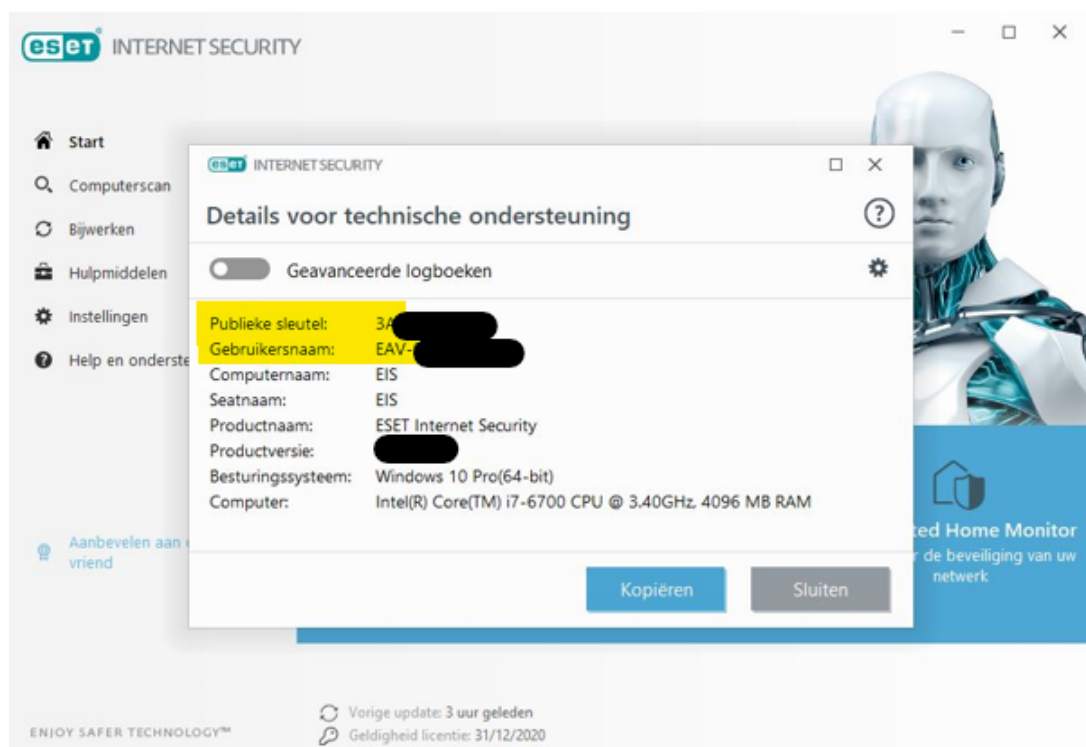 eset INTERNET SECURITY
Start
Computerscan
Bijwerken
Hulpmiddelen
Instellingen
Help en onderste
Aanbevelen aan
vriend
eset INTERNET SECURITY
Details voor technische ondersteuning
Geavanceerde logboeken
Publieke sleutel: 3A
Gebruikersnaam: EAV-
Computernaam: EIS
Seatnaam: EIS
Productnaam: ESET Internet Security
Productversie:
Besturingssysteem: Windows 10 Pro(64-bit)
Computer: Intel(R) Core(TM) i7-6700 CPU @ 3.40GHz, 4096 MB RAM
Kopiëren
Sluiten
ted Home Monitor
de beveiliging van uw
netwerk
Vorige update: 3 uur geleden
Geldigheid licentie: 31/12/2020
ENJOY SAFER TECHNOLOGY™